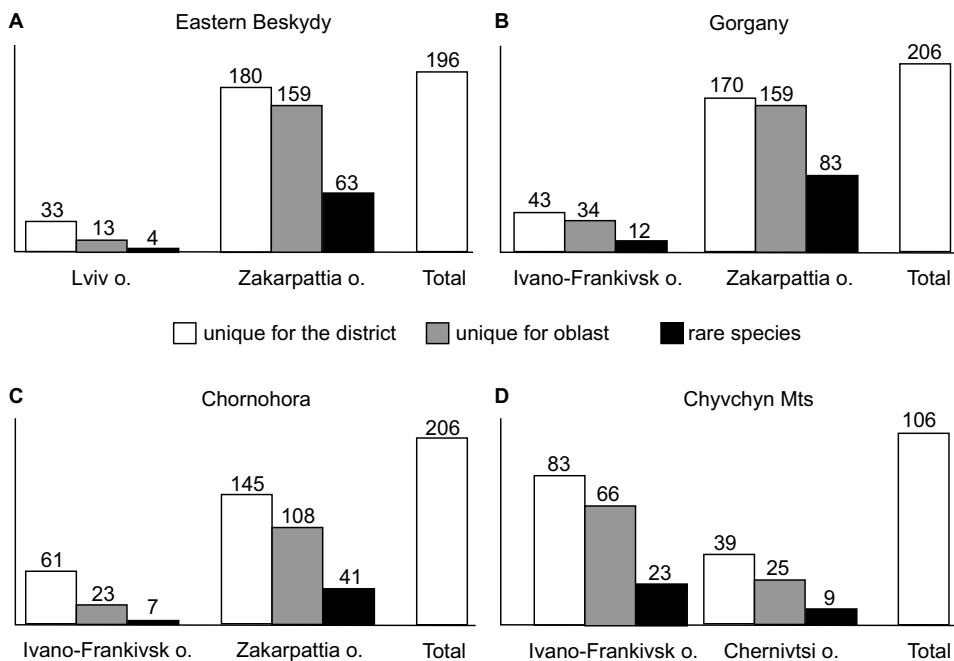 A
Eastern Beskydy
33
13
4
180
159
63
196
Lviv o.
Zakarpattia o.
Total
B
Gorgany
43
34
12
170
159
83
206
Ivano-Frankivsk o.
Zakarpattia o.
Total
unique for the district
unique for oblast
rare species
C
Chornohora
61
23
7
145
108
41
206
Ivano-Frankivsk o.
Zakarpattia o.
Total
D
Chyvchyn Mts
83
66
23
39
25
9
106
Ivano-Frankivsk o.
Chernivtsi o.
Total